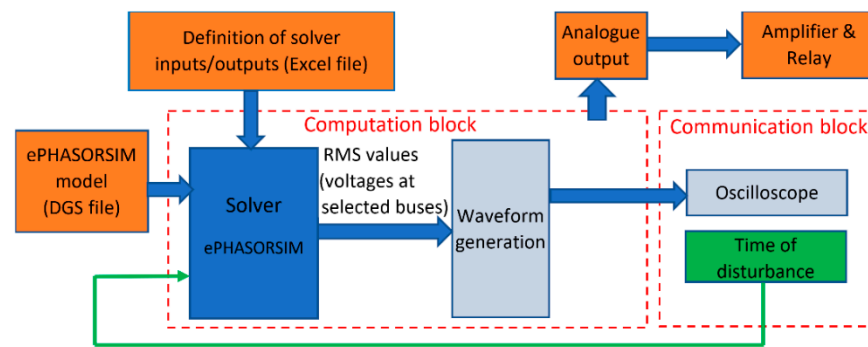 Definition of solver
inputs/outputs (Excel file)
Analogue
output
Amplifier &
Relay
Computation block
Communication block
ePHASORSIM
model
(DGS file)
Solver
ePHASORSIM
RMS values
(voltages at
selected buses)
Waveform
generation
Oscilloscope
Time of
disturbance